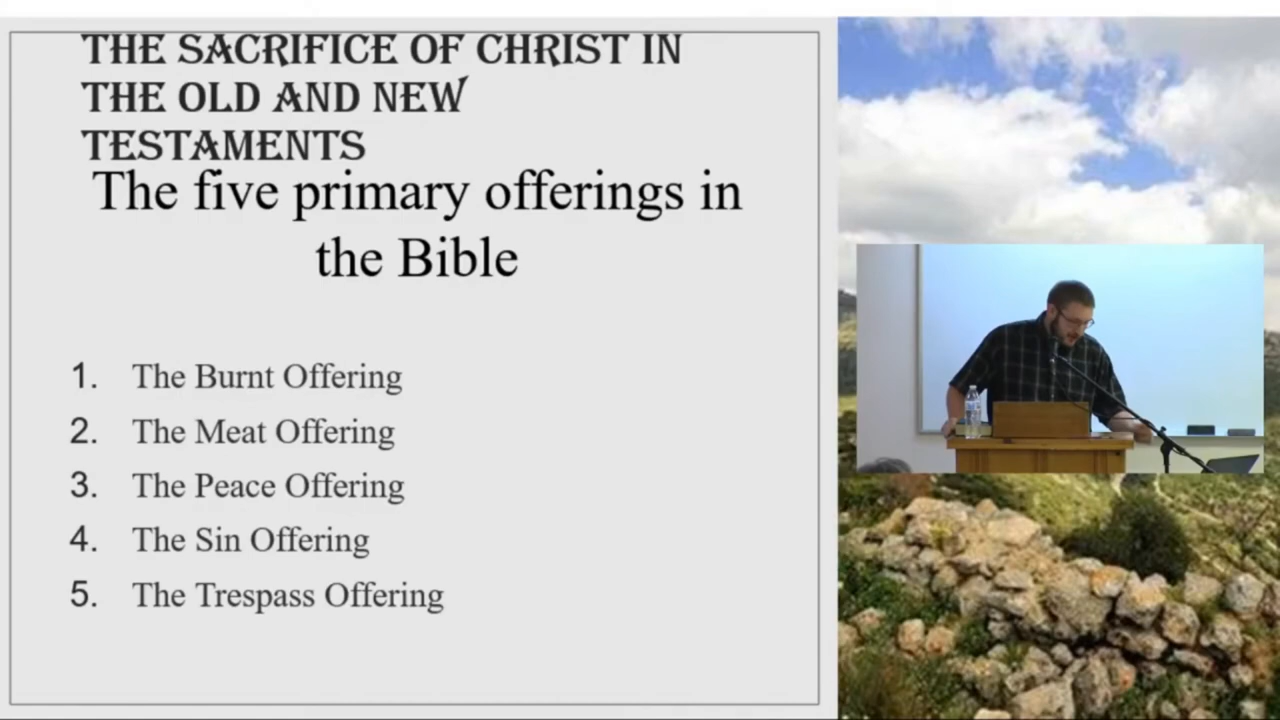 THE SACRIFICE OF CHRIST IN
THE OLD AND NEW
TESTAMENTS
The five primary offerings in
the Bible
1. The Burnt Offering
2. The Meat Offering
3. The Peace Offering
4. The Sin Offering
5. The Trespass Offering